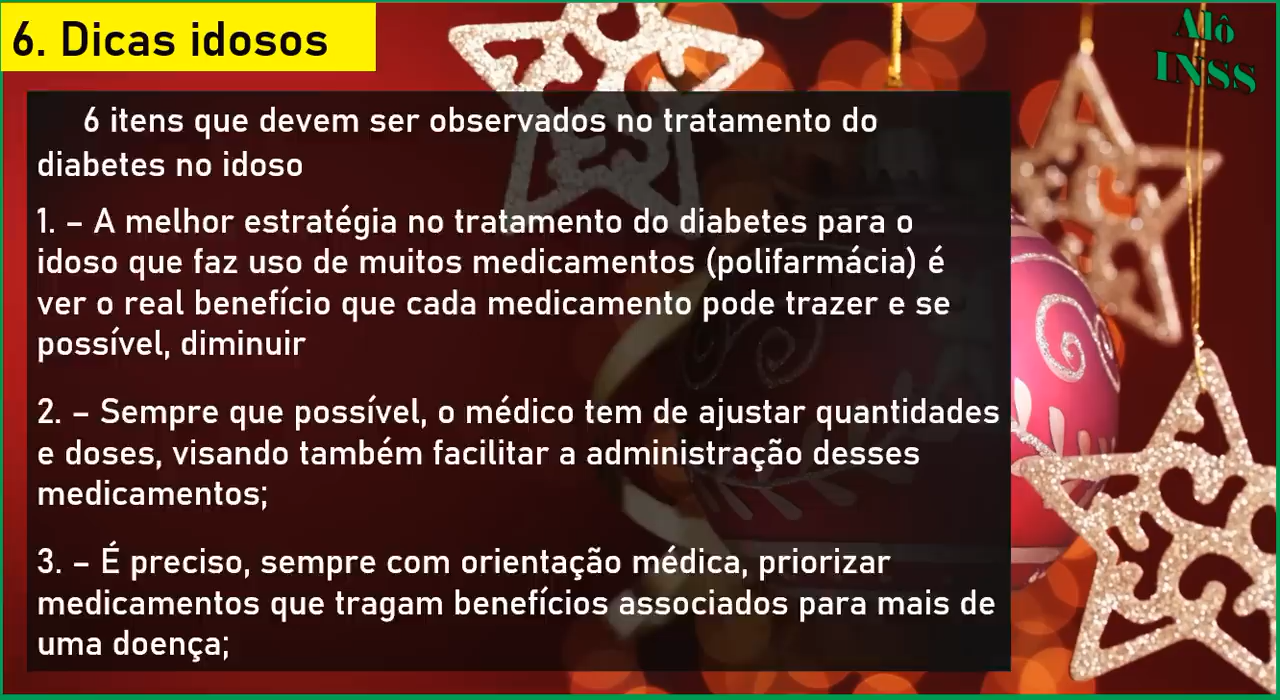 6. Dicas idosos
Alô
INSS
6 itens que devem ser observados no tratamento do
diabetes no idoso
1. – A melhor estratégia no tratamento do diabetes para o
idoso que faz uso de muitos medicamentos (polifarmácia) é
ver o real benefício que cada medicamento pode trazer e se
possível, diminuir
2. – Sempre que possível, o médico tem de ajustar quantidades
e doses, visando também facilitar a administração desses
medicamentos;
3. – É preciso, sempre com orientação médica, priorizar
medicamentos que tragam benefícios associados para mais de
uma doença;